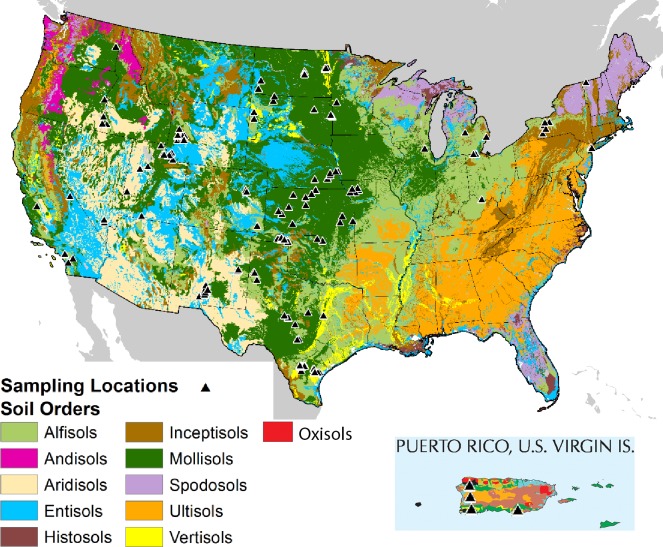 PUERTO RICO, U.S. VIRGIN IS.
Sampling Locations
Soil Orders
Alfisols
Inceptisols
Oxisols
Andisols
Mollisols
Aridisols
Spodosols
Entisols
Ultisols
Histosols
Vertisols